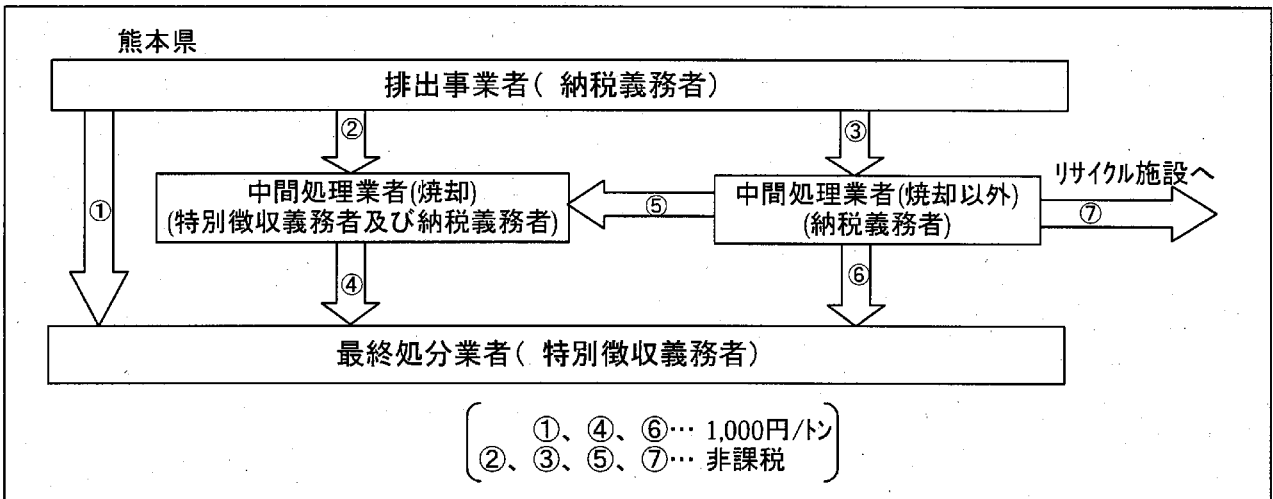 熊本県
排出事業者( 納税義務者)
①
②
③
中間処理業者(焼却)
(特別徴収義務者及び納税義務者)
⑤
中間処理業者(焼却以外)
(納税義務者)
リサイクル施設へ
⑦
④
⑥
最終処分業者( 特別徴収義務者)
①、④、⑥… 1,000円/トン
②、③、⑤、⑦… 非課税